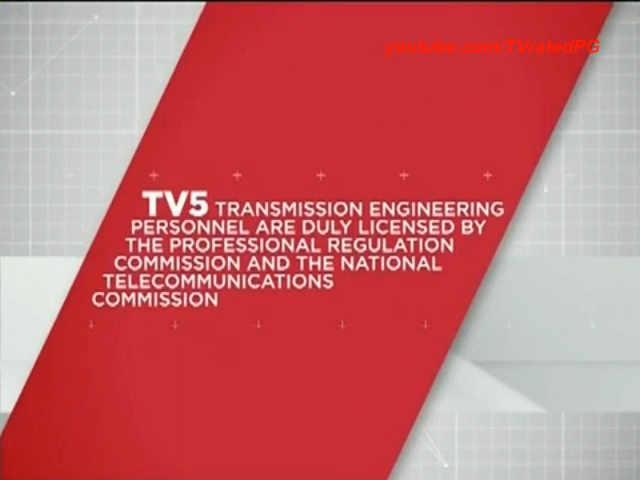 youtube.com/TVratedPG
TV5 TRANSMISSION ENGINEERING
PERSONNEL ARE DULY LICENSED BY
THE PROFESSIONAL REGULATION
COMMISSION AND THE NATIONAL
TELECOMMUNICATIONS
COMMISSION